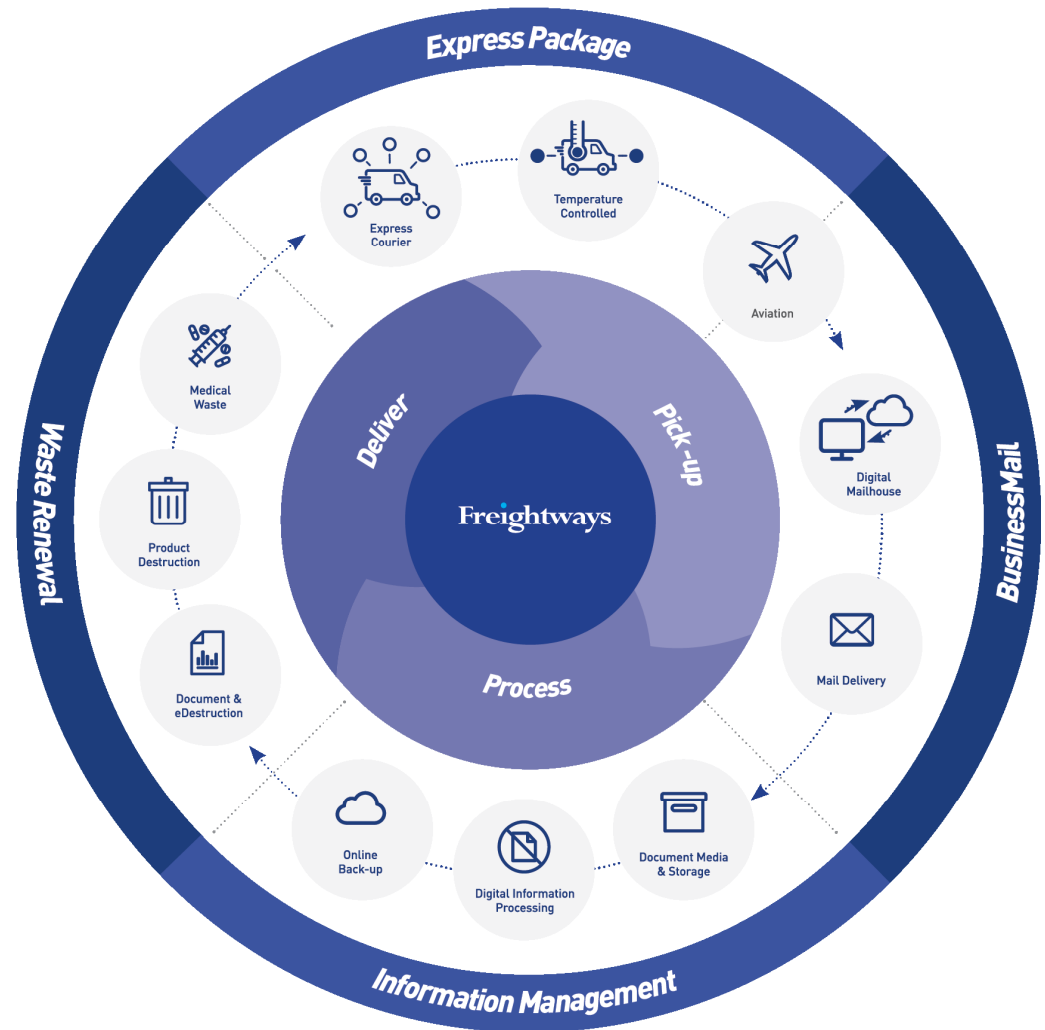 Express Package
Express
Courier
Temperature
Controlled
Aviation
Medical
Waste
Deliver
Pick-up
Digital
Mailhouse
Waste Renewal
BusinessMail
Freightways
Product
Destruction
Mail Delivery
Process
Document &
eDestruction
Online
Back-up
Digital Information
Processing
Document Media
& Storage
Information Management